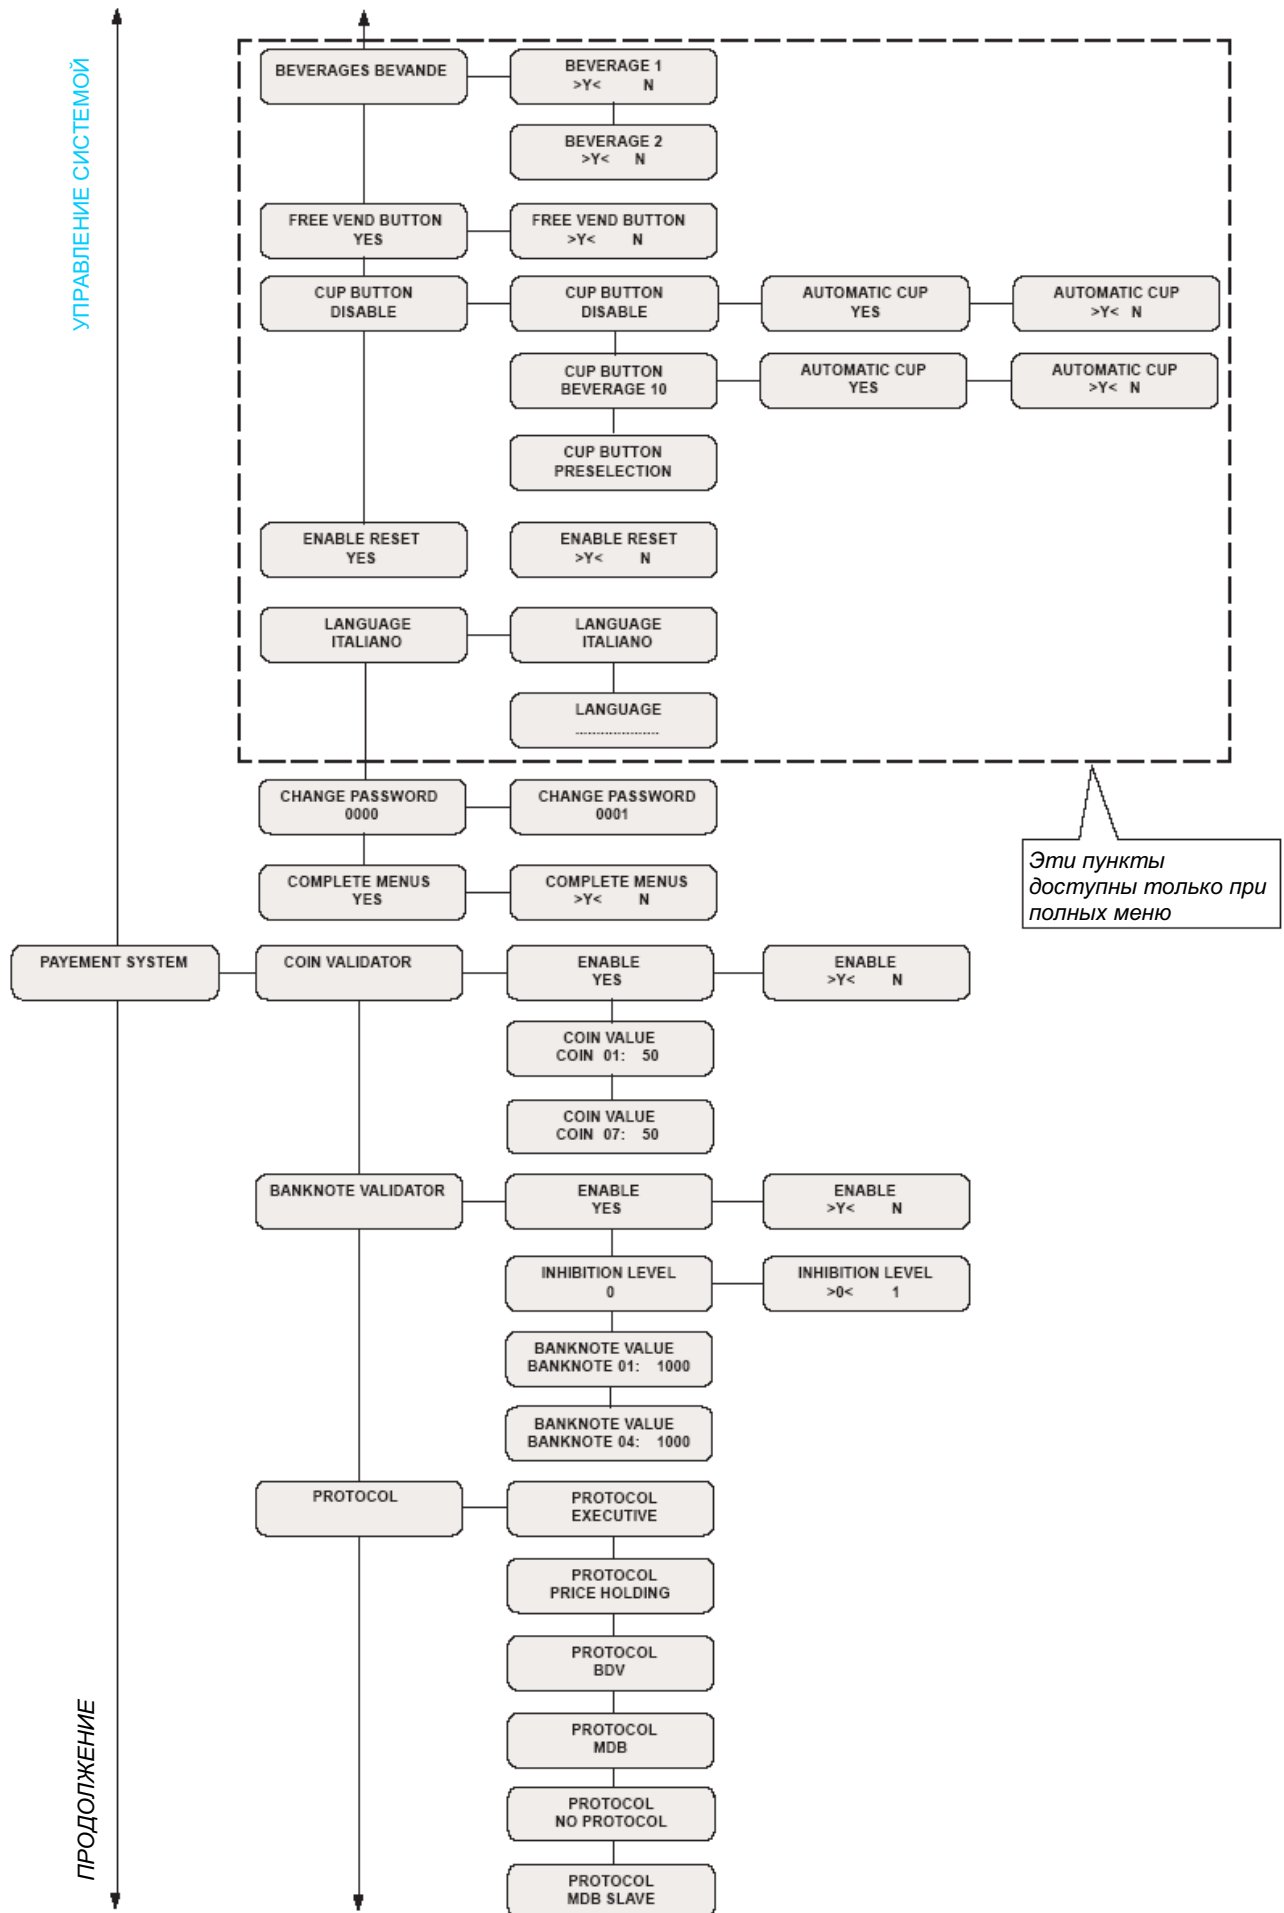 УПРАВЛЕНИЕ СИСТЕМОЙ
BEVERAGES BEVANDE
BEVERAGE 1
>Y< N
BEVERAGE 2
>Y< N
FREE VEND BUTTON
YES
FREE VEND BUTTON
>Y< N
CUP BUTTON
DISABLE
CUP BUTTON
DISABLE
AUTOMATIC CUP
YES
AUTOMATIC CUP
>Y< N
CUP BUTTON
BEVERAGE 10
AUTOMATIC CUP
YES
AUTOMATIC CUP
>Y< N
CUP BUTTON
PRESELECTION
ENABLE RESET
YES
ENABLE RESET
>Y< N
LANGUAGE
ITALIANO
LANGUAGE
ITALIANO
LANGUAGE
......................
CHANGE PASSWORD
0000
CHANGE PASSWORD
0001
Эти пункты
доступны только при
полных меню
COMPLETE MENUS
YES
COMPLETE MENUS
>Y< N
PAYEMENT SYSTEM
COIN VALIDATOR
ENABLE
YES
ENABLE
>Y< N
COIN VALUE
COIN 01: 50
COIN VALUE
COIN 07: 50
BANKNOTE VALIDATOR
ENABLE
YES
ENABLE
>Y< N
INHIBITION LEVEL
0
INHIBITION LEVEL
>0< 1
BANKNOTE VALUE
BANKNOTE 01: 1000
BANKNOTE VALUE
BANKNOTE 04: 1000
PROTOCOL
PROTOCOL
EXECUTIVE
PROTOCOL
PRICE HOLDING
PROTOCOL
BDV
PROTOCOL
MDB
PROTOCOL
NO PROTOCOL
PROTOCOL
MDB SLAVE
ПРОДОЛЖЕНИЕ